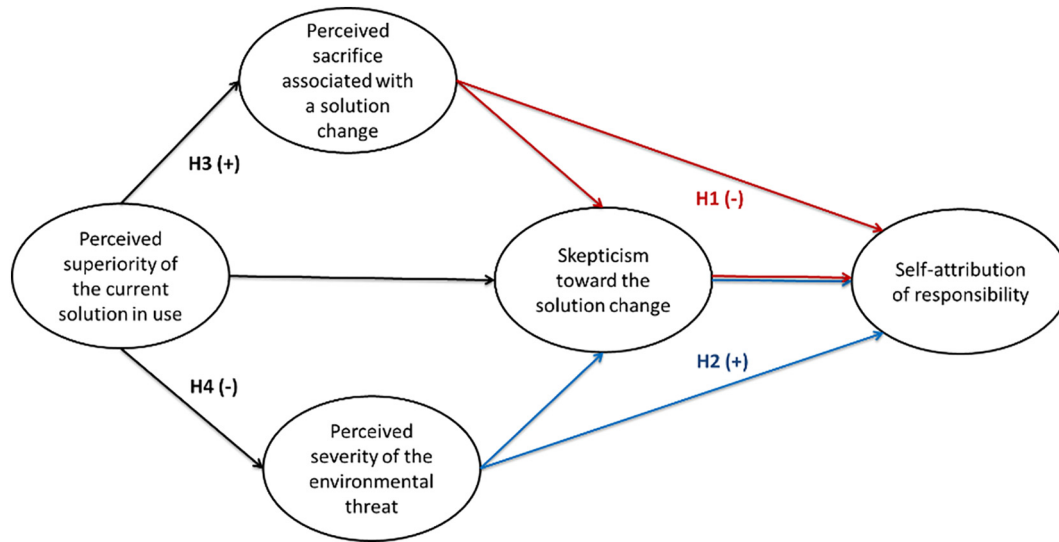 Perceived
sacrifice
associated with
a solution
change
H3 (+)
H1 (-)
Perceived
superiority of
the current
solution in use
Skepticism
toward the
solution change
Self-attribution
of responsibility
H4 (-)
H2 (+)
Perceived
severity of the
environmental
threat